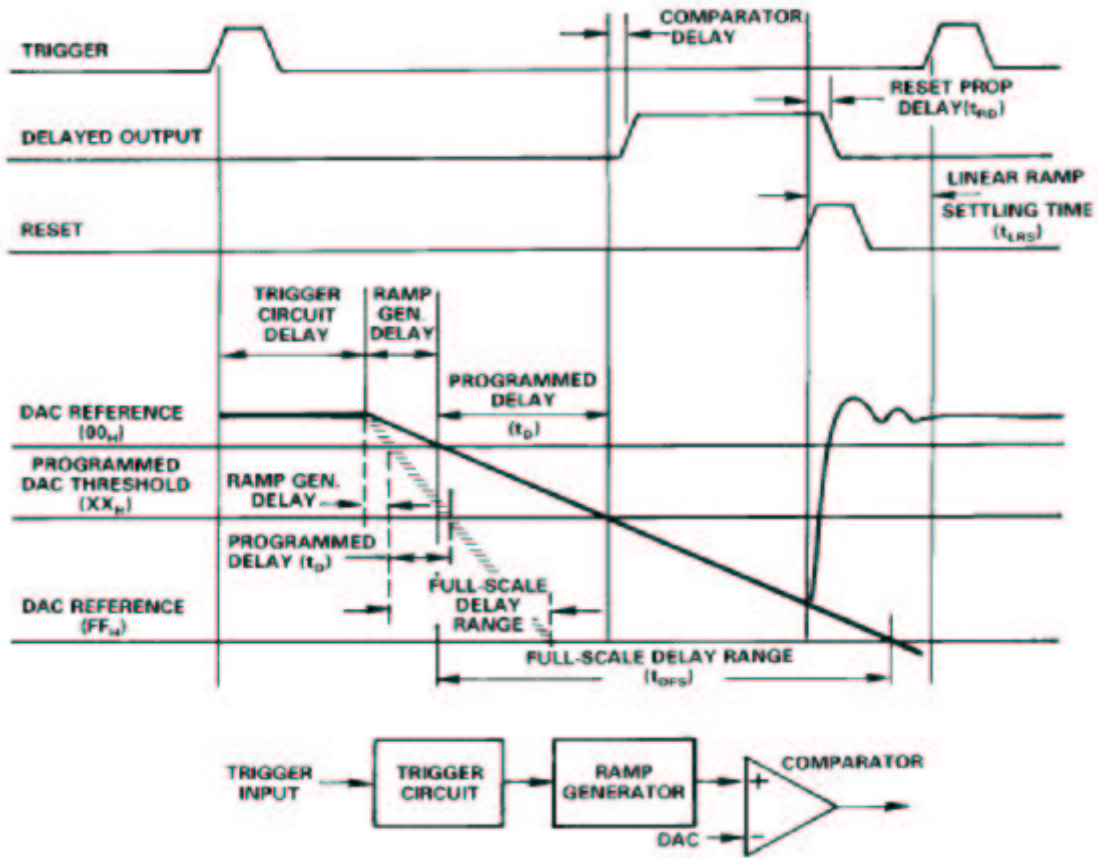 COMPARATOR
DELAY
TRIGGER
RESET PROP
DELAY(tRD)
DELAYED OUTPUT
LINEAR RAMP
SETTLING TIME
(tLRS)
RESET
TRIGGER
CIRCUIT
DELAY
RAMP
GEN.
DELAY
PROGRAMMED
DELAY
(tD)
DAC REFERENCE
(00H)
PROGRAMMED
DAC THRESHOLD
(XXH)
RAMP GEN.
DELAY
PROGRAMMED
DELAY (tD)
FULL-SCALE
DELAY
RANGE
DAC REFERENCE
(FFH)
FULL-SCALE DELAY RANGE
(tDFS)
TRIGGER
INPUT
TRIGGER
CIRCUIT
RAMP
GENERATOR
COMPARATOR
+
DAC
−